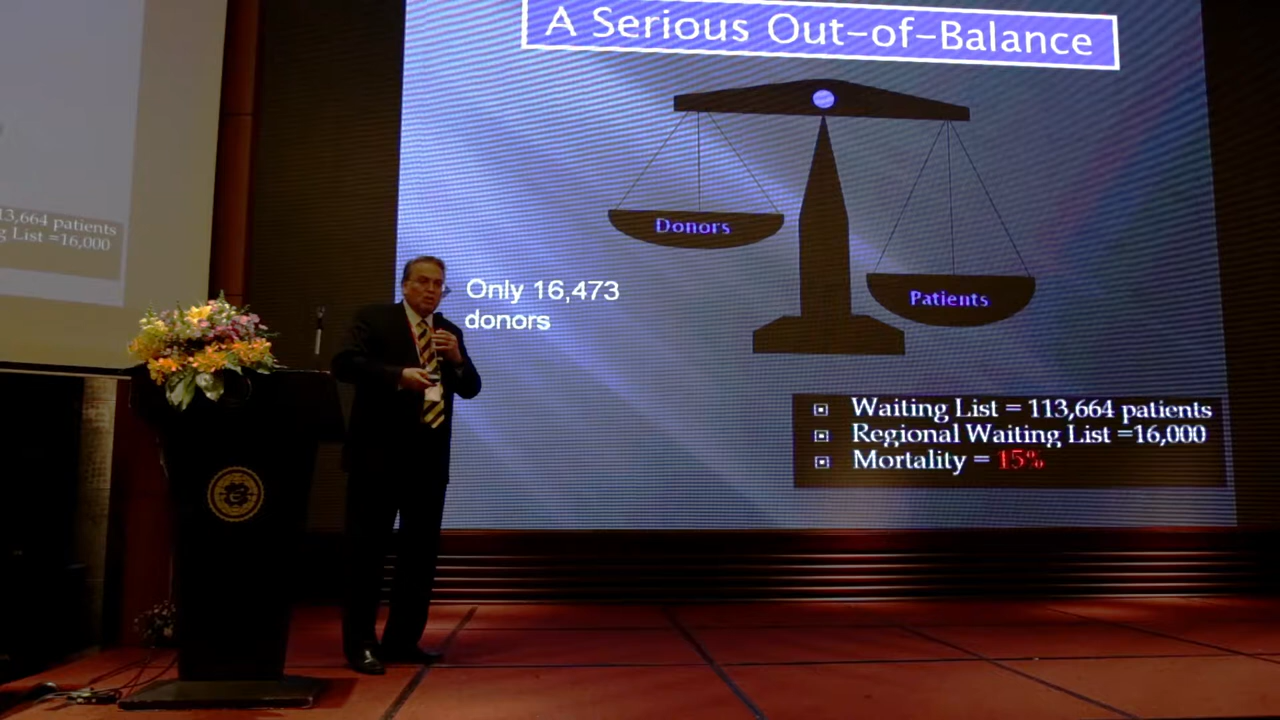 A Serious Out-of-Balance
Donors
Patients
Only 16,473
donors
Waiting List = 113,664 patients
Regional Waiting List =16,000
Mortality = 15%
13,664 patients
g List =16,000